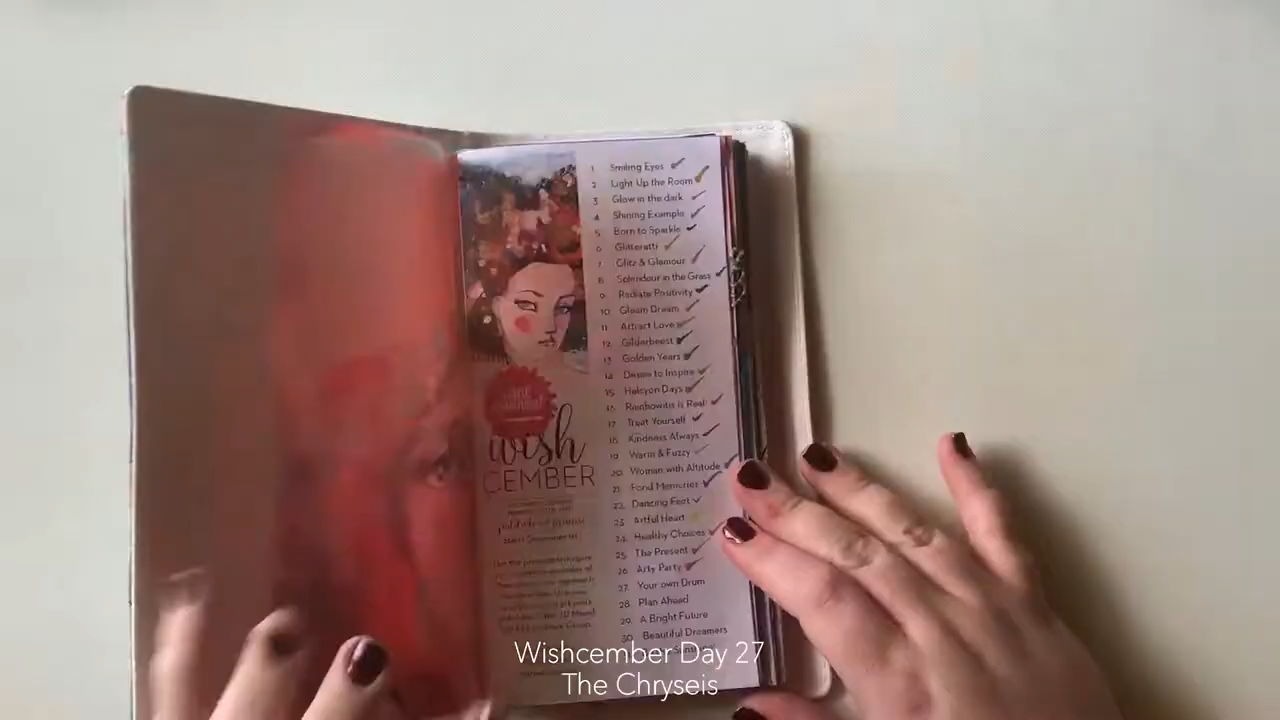 wish
CEMBER
1 Smiling Eyes
2 Light Up the Room
3 Glow in the dark
4 Shining Example
5 Born to Sparkle
6 Glitteratti
7 Glitz & Glamour
8 Splendour in the Grass
9 Radiate Positivity
10 Gleam Dream
11 Attract Love
12 Gilderbeest
13 Golden Years
14 Desire to Inspire
15 Halcyon Days
16 Rainbowitis is Real!
17 Treat Yourself
18 Kindness Always
19 Warm & Fuzzy
20 Woman with Altitude
21 Fond Memories
22 Dancing Feet
23 Artful Heart
24 Healthy Choices
25 The Present
26 Arty Party
27 Your own Drum
28 Plan Ahead
29 A Bright Future
30 Beautiful Dreamers
Wishcember Day 27
The Chryseis